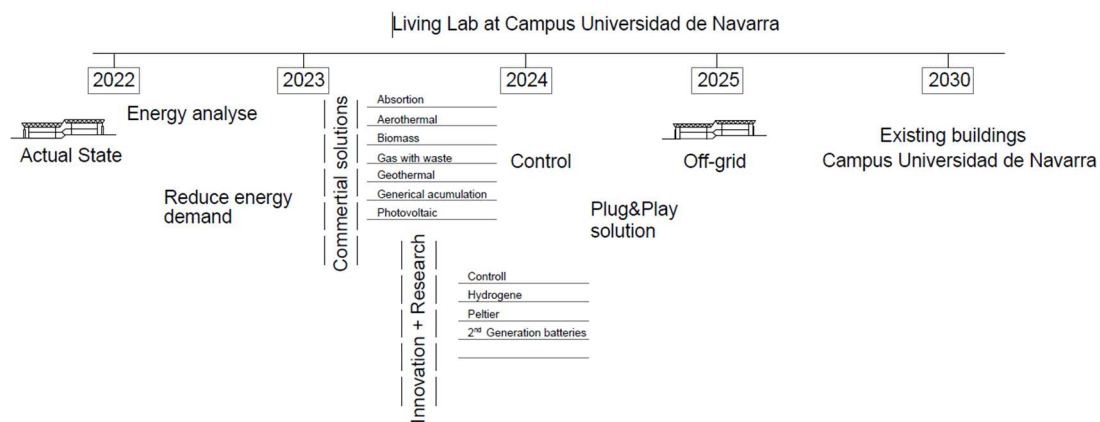 Living Lab at Campus Universidad de Navarra
2022
2023
2024
2025
2030
Energy analyse
Actual State
Reduce energy
demand
Commertial solutions
Absortion
Aerothermal
Biomass
Gas with waste
Geothermal
Generical acumulation
Photovoltaic
Innovation + Research
Controll
Hydrogene
Peltier
2nd Generation batteries
Control
Plug&Play
solution
Off-grid
Existing buildings
Campus Universidad de Navarra